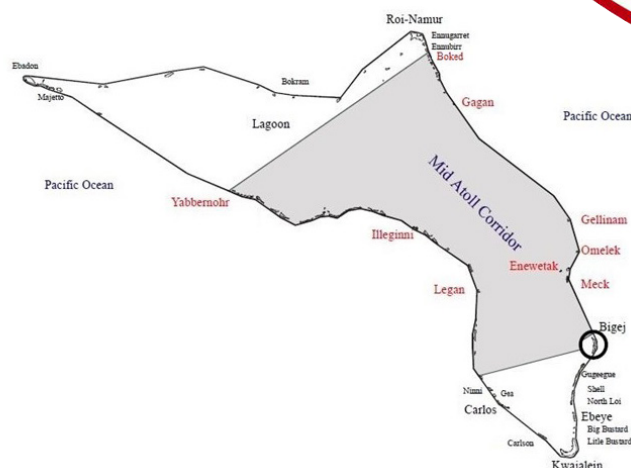 Roi-Namur
Ennugarret
Ennubirr
Boked
Ebadon
Majetto
Bokram
Gagan
Lagoon
Pacific Ocean
Pacific Ocean
Mid Atoll Corridor
Yabbernohr
Gellinam
Illeginni
Omelek
Enewetak
Meck
Legan
Bigej
Gugeegue
Ninni
Gea
Shell
North Loi
Carlos
Ebeye
Big Bustard
Carlson
Litle Bustard
Kwajalein